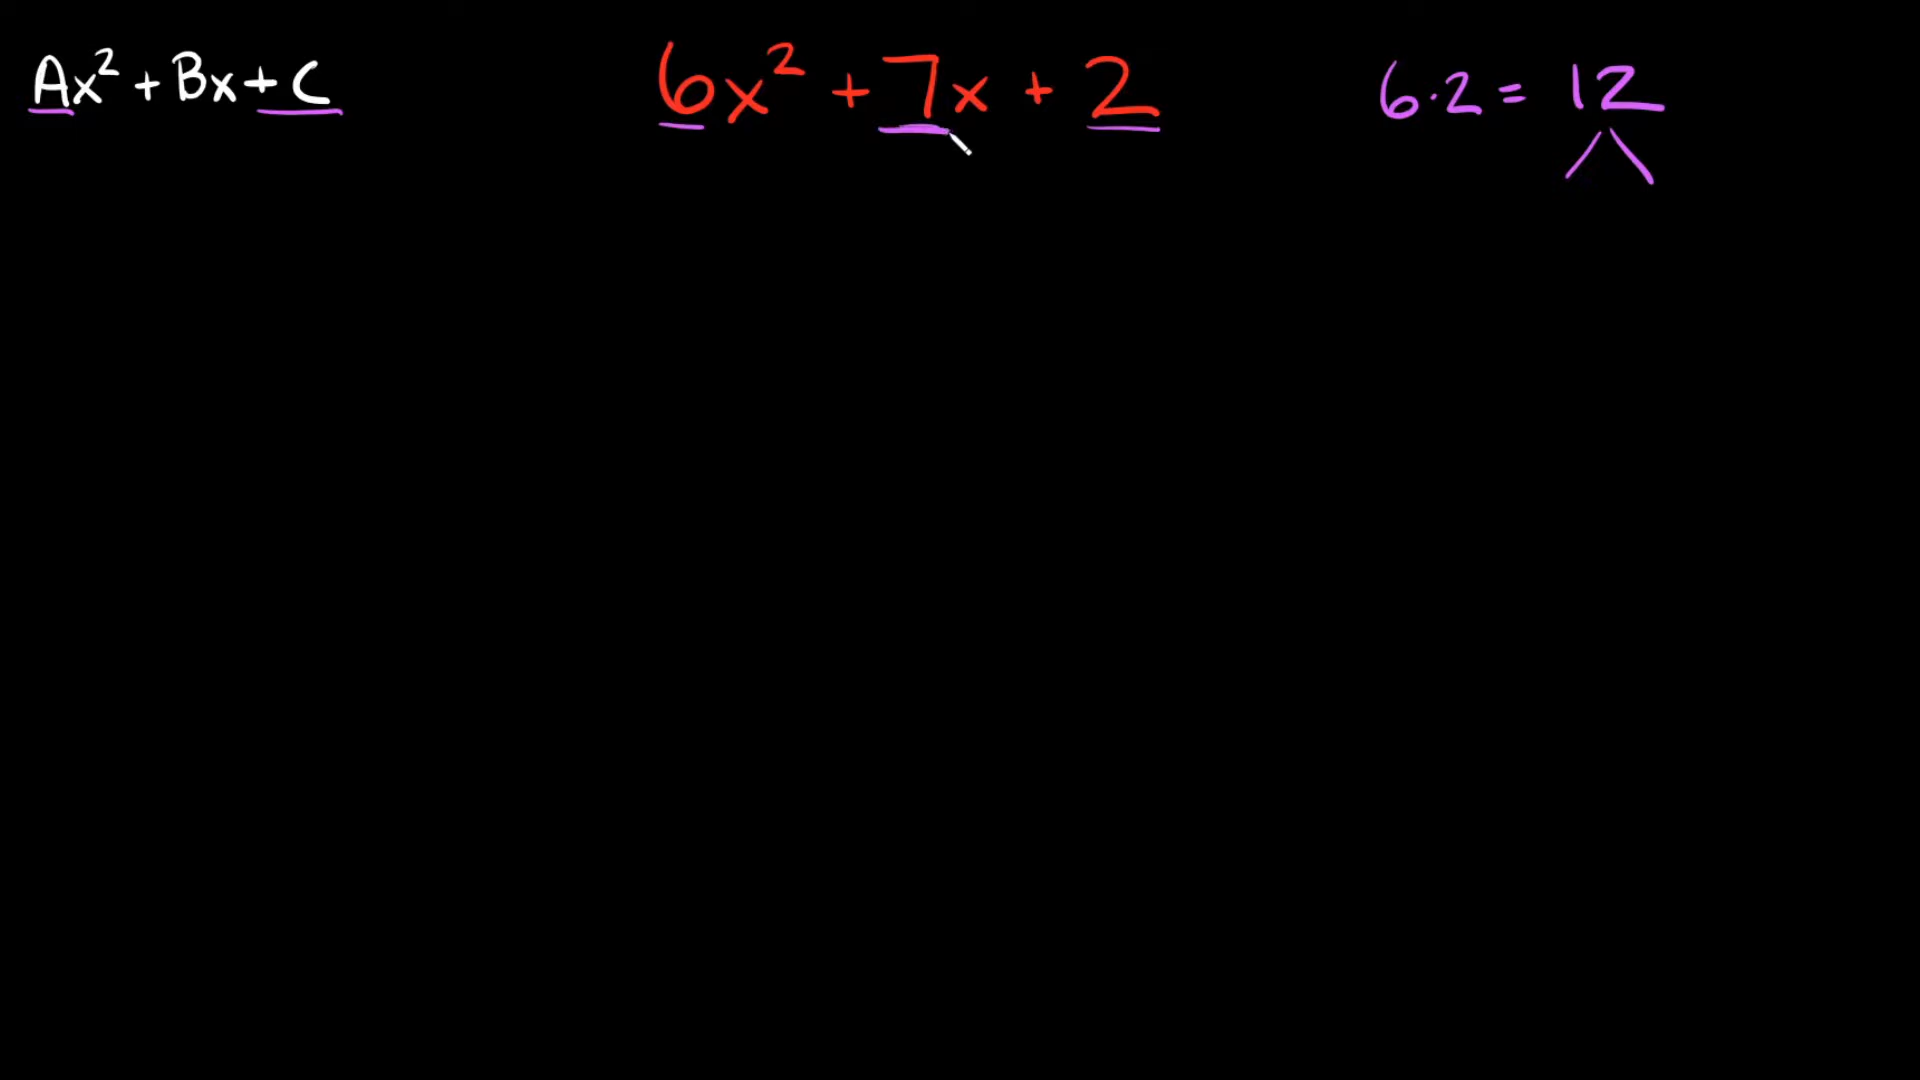 Ax² + Bx + C
6x² + 7x + 2
6·2 = 12